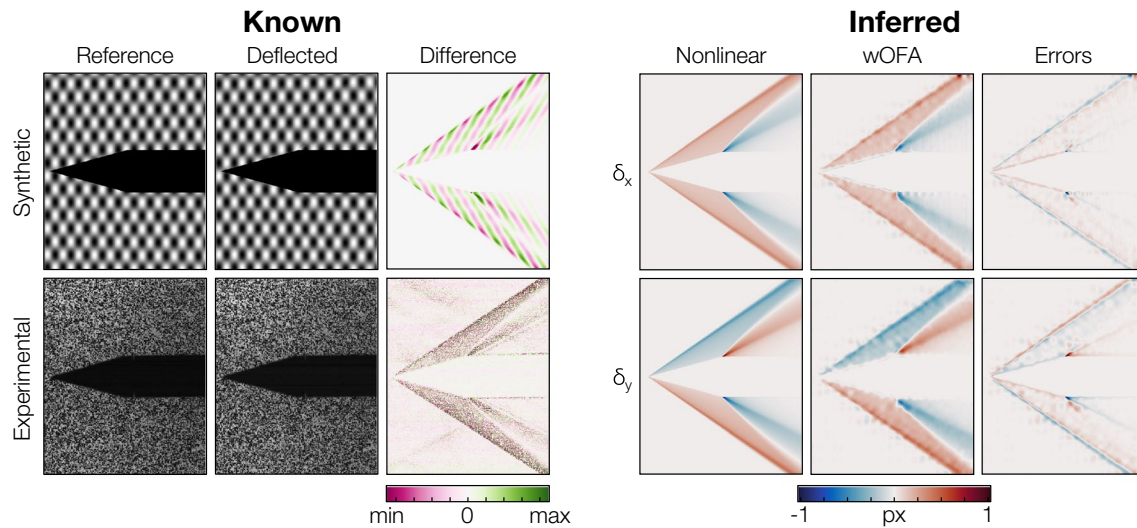 Known
Inferred
Reference Deflected Difference
Nonlinear wOFA Errors
Synthetic
δx
Experimental
δy
min 0 max
-1 px 1